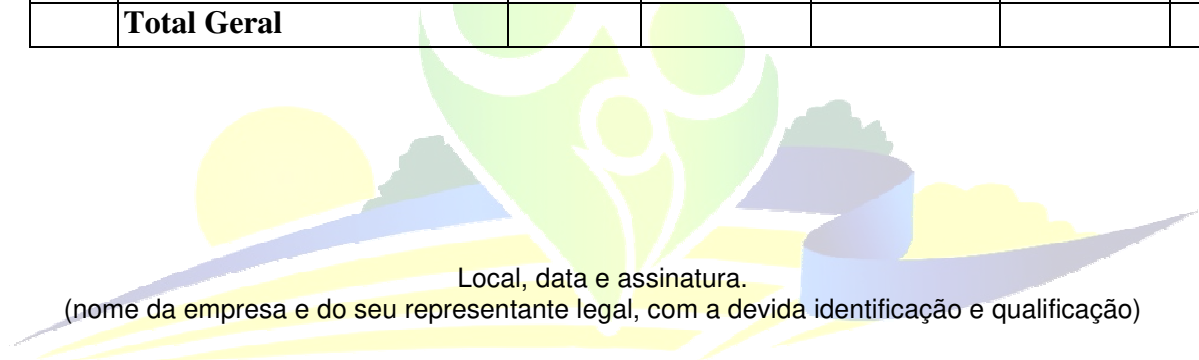 Total Geral
Local, data e assinatura.
(nome da empresa e do seu representante legal, com a devida identificação e qualificação)